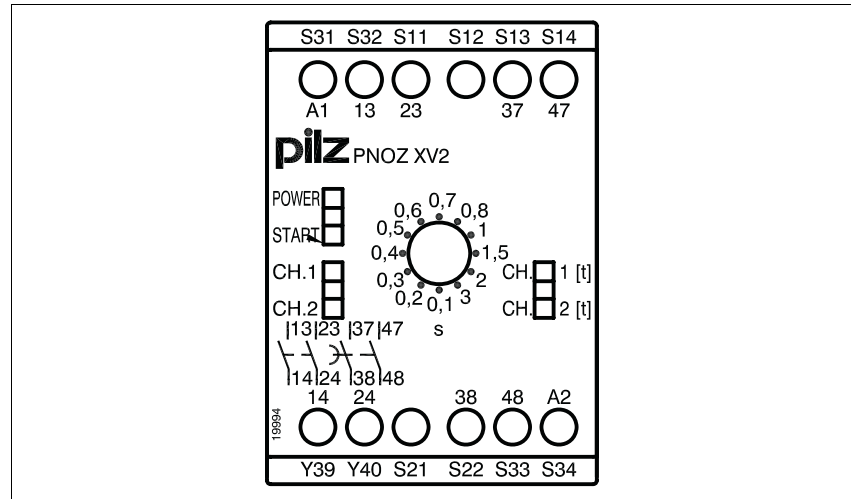 S31 S32 S11 S12 S13 S14
A1 13 23 37 47
pilz PNOZ XV2
POWER
START
CH.1
CH.2
0,7
0,6 0,8
0,5 1
0,4 1,5
0,3 2
0,2 0,1 3
s
CH. 1 [t]
CH. 2 [t]
13 23 37 47
14 24 38 48
14 24 38 48 A2
19994
Y39 Y40 S21 S22 S33 S34